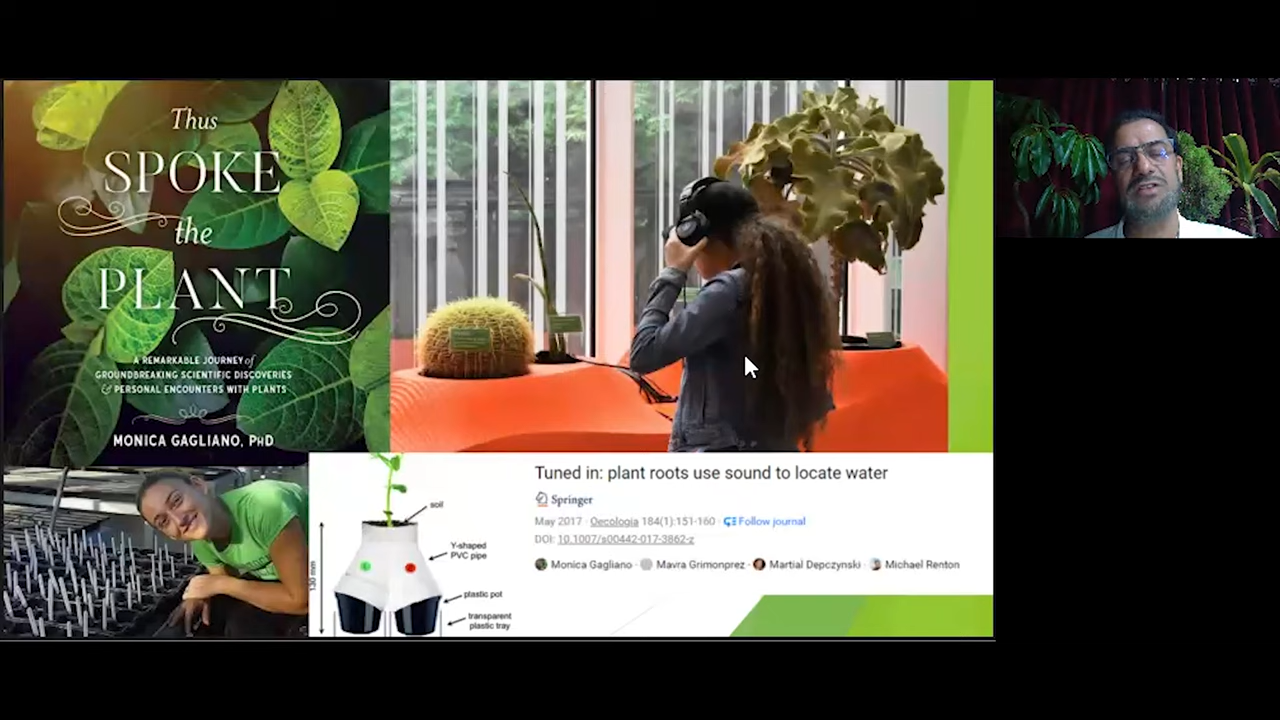 Thus
SPOKE
the
PLANT
A REMARKABLE JOURNEY of
GROUNDBREAKING SCIENTIFIC DISCOVERIES
& PERSONAL ENCOUNTERS WITH PLANTS
MONICA GAGLIANO, PHD
soil
Y-shaped
PVC pipe
plastic pot
transparent
plastic tray
130 mm
Tuned in: plant roots use sound to locate water
Springer
May 2017 · Oecologia 184(1):151-160 · Follow journal
DOI: 10.1007/s00442-017-3862-z
Monica Gagliano · Mavra Grimonprez · Martial Depczynski · Michael Renton